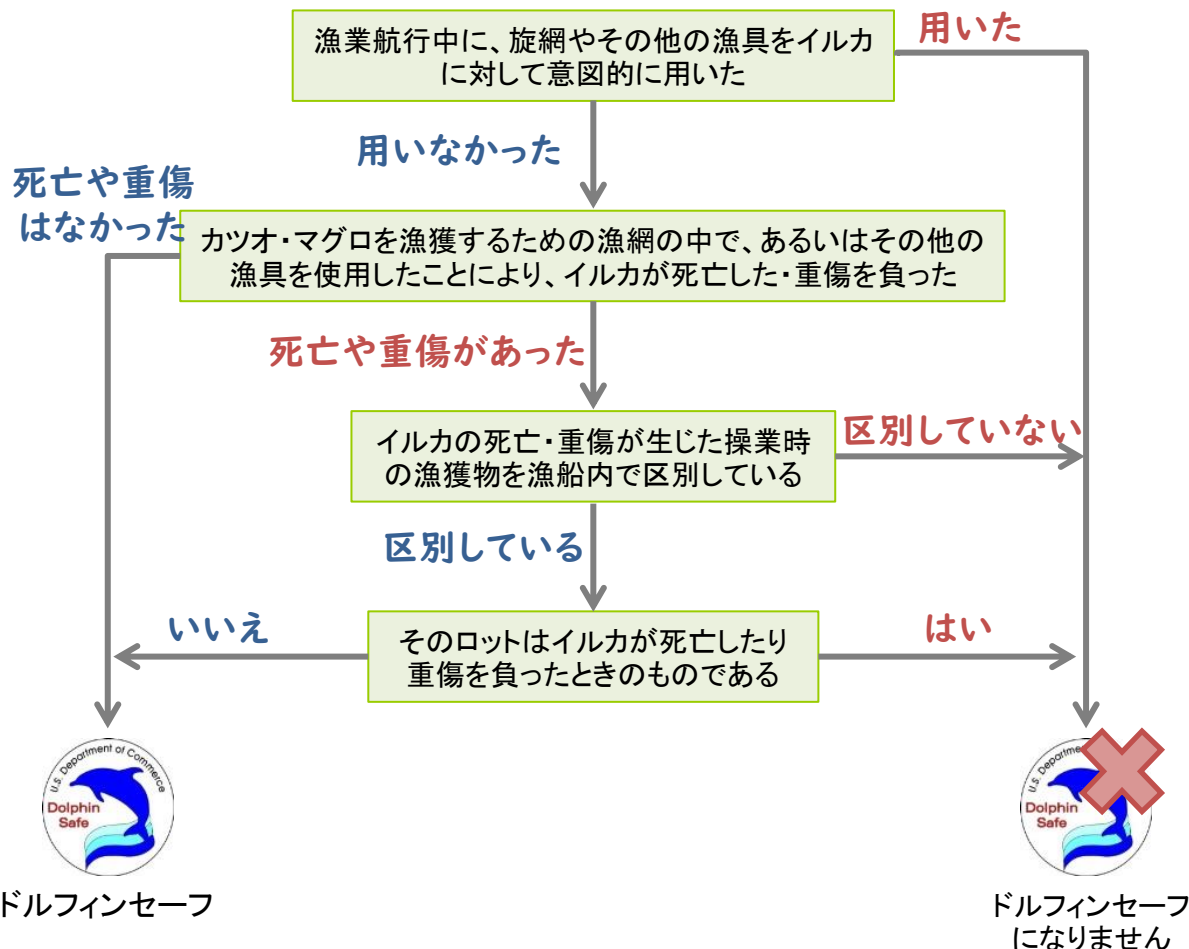 漁業航行中に、旋網やその他の漁具をイルカ
に対して意図的に用いた
用いた
用いなかった
死亡や重傷
はなかった
カツオ・マグロを漁獲するための漁網の中で、あるいはその他の
漁具を使用したことにより、イルカが死亡した・重傷を負った
死亡や重傷があった
イルカの死亡・重傷が生じた操業時
の漁獲物を漁船内で区別している
区別していない
区別している
いいえ
そのロットはイルカが死亡したり
重傷を負ったときのものである
はい
U.S. Department of Commerce
Dolphin
Safe
ドルフィンセーフ
U.S. Department
Dolphin
Safe
ドルフィンセーフ
になりません